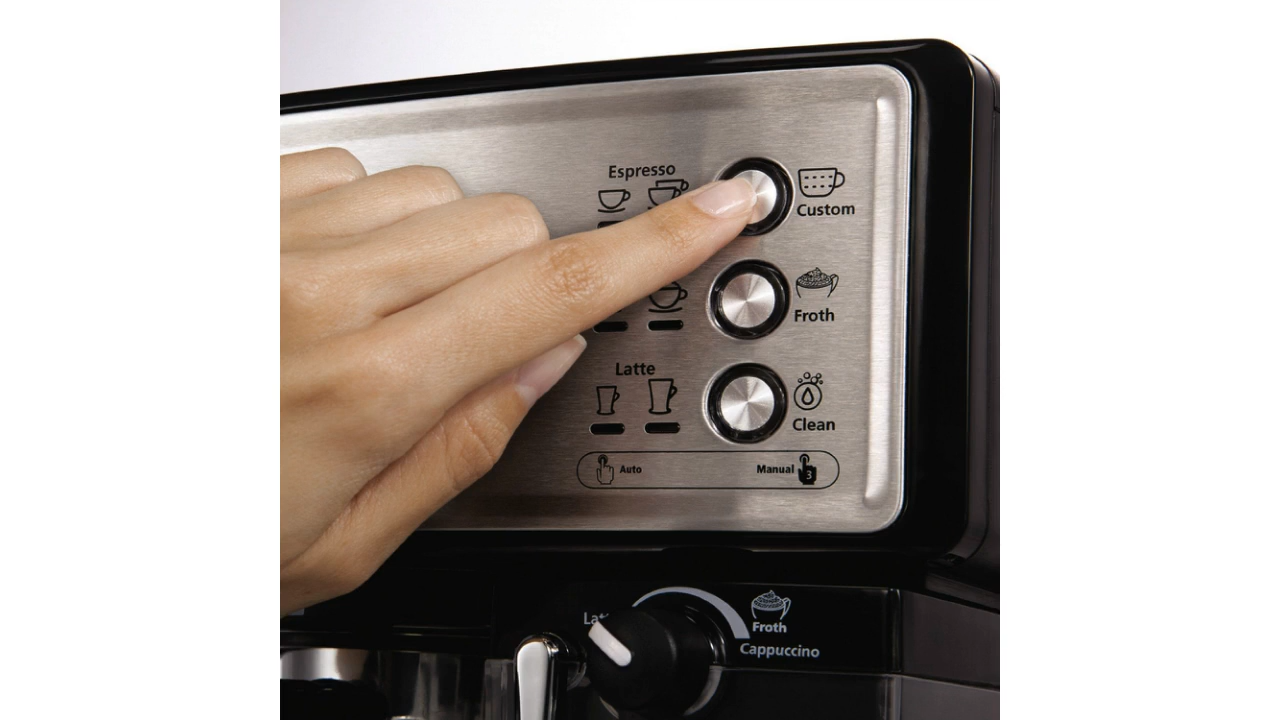 Espresso
Custom
Froth
Latte
Clean
Auto
Manual
3
Froth
Cappuccino